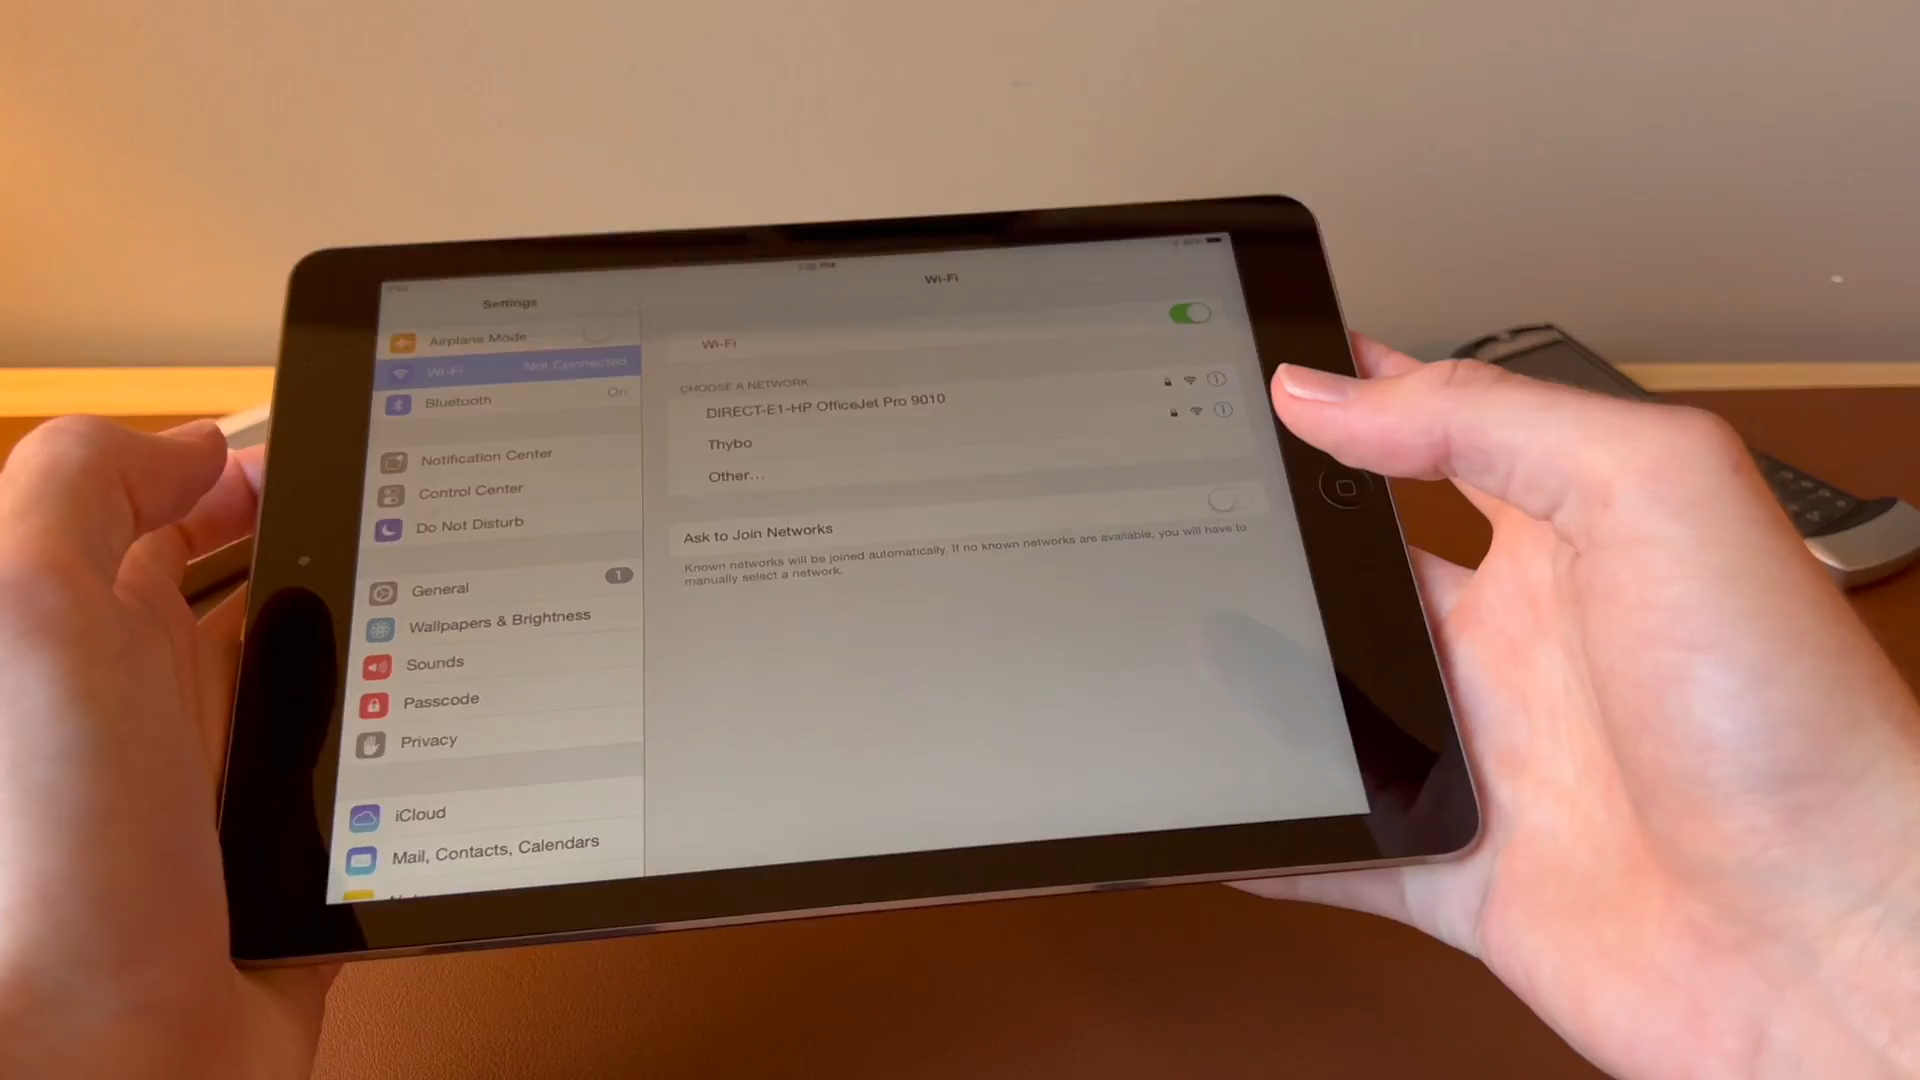 Settings
Airplane Mode
Wi-Fi Not Connected
Bluetooth On
Notification Center
Control Center
Do Not Disturb
General 1
Wallpapers & Brightness
Sounds
Passcode
Privacy
iCloud
Mail, Contacts, Calendars
Wi-Fi
Wi-Fi
CHOOSE A NETWORK...
DIRECT-E1-HP OfficeJet Pro 9010
Thybo
Other...
Ask to Join Networks
Known networks will be joined automatically. If no known networks are available, you will have to
manually select a network.